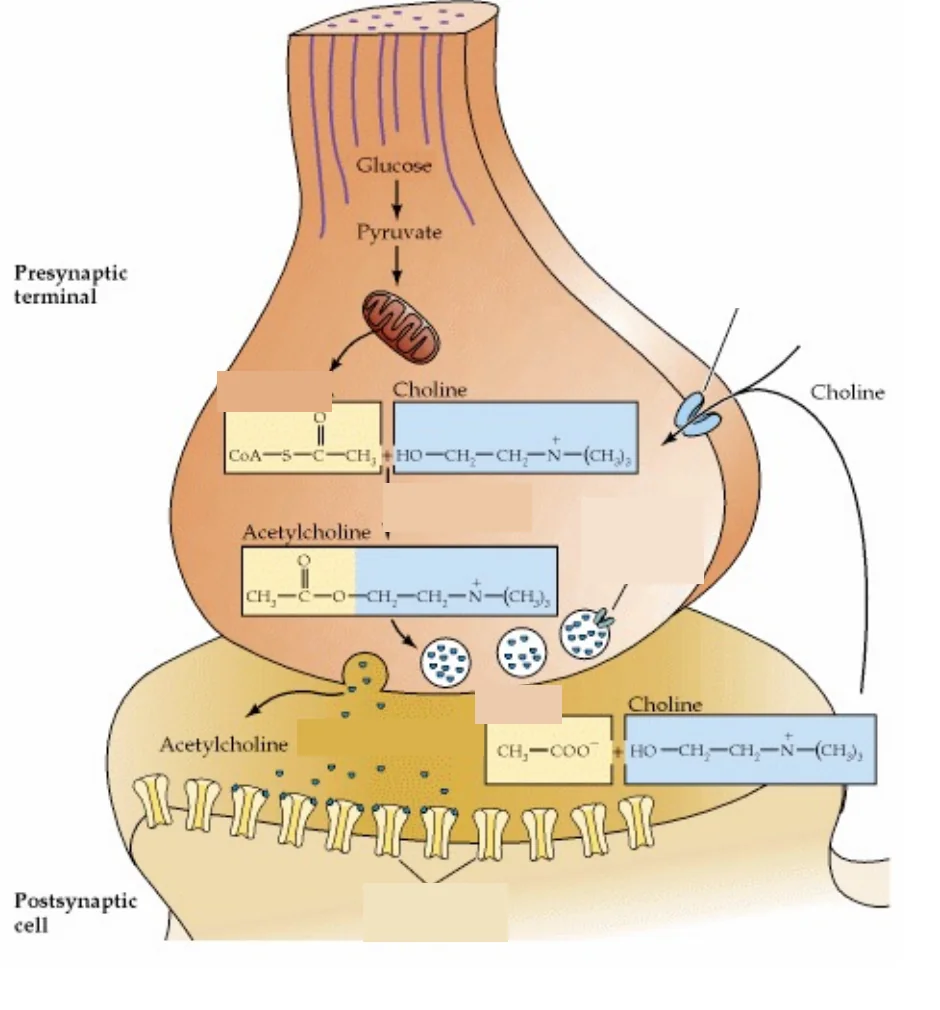 Glucose
Pyruvate
Presynaptic
terminal
Choline
Choline
O
CoA—S—C—CH₃ + HO—CH₂—CH₂—N⁺—(CH₃)₃
Acetylcholine
O
CH₃—C—O—CH₂—CH₂—N⁺—(CH₃)₃
Choline
Acetylcholine
CH₃—COO⁻ + HO—CH₂—CH₂—N⁺—(CH₃)₃
Postsynaptic
cell